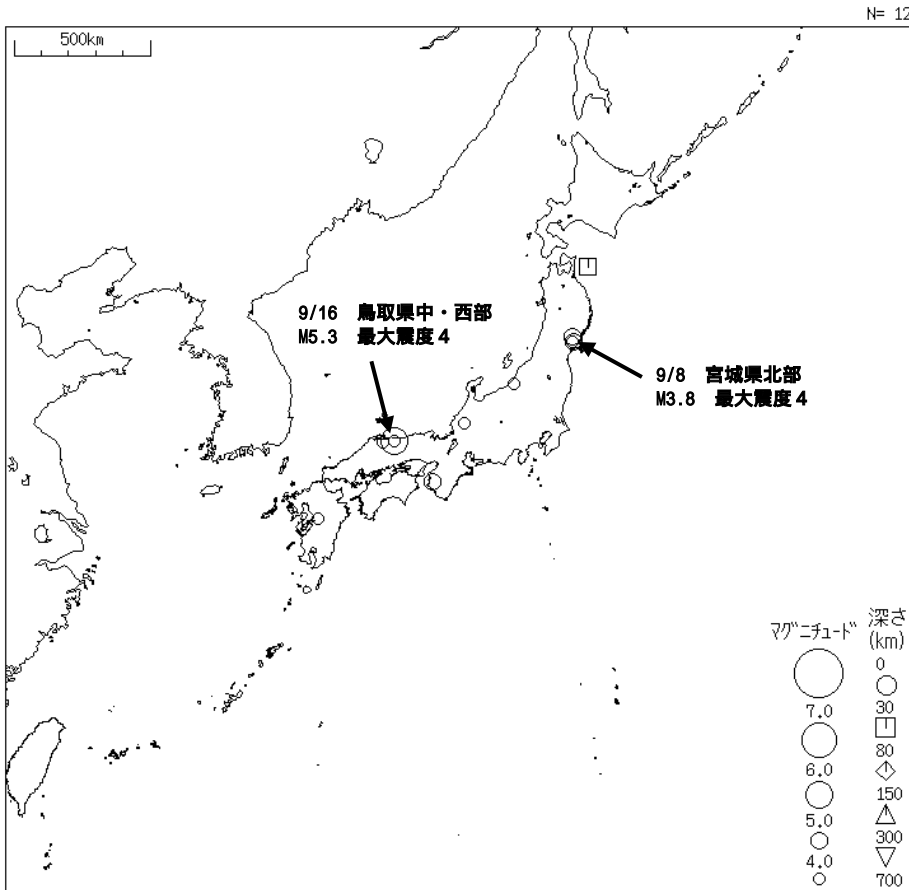 N= 12
500km
9/16 鳥取県中・西部
M5.3 最大震度4
9/8 宮城県北部
M3.8 最大震度4
マグニチュード
7.0
6.0
5.0
4.0
深さ
(km)
0
30
80
150
300
700